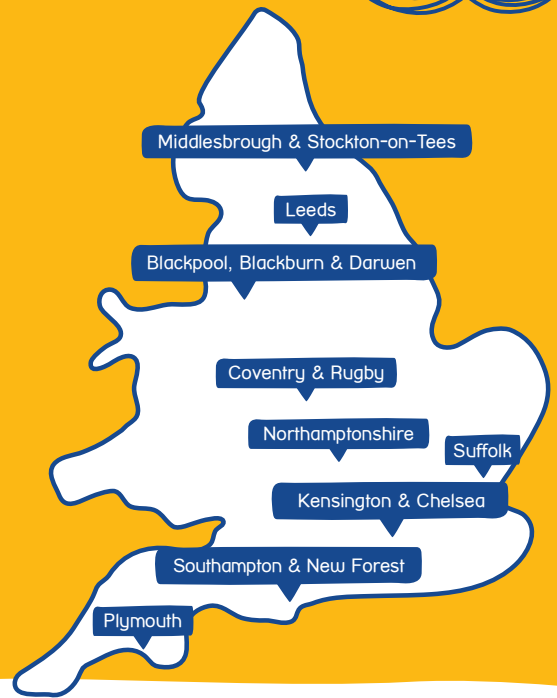 Middlesbrough & Stockton-on-Tees
Leeds
Blackpool, Blackburn & Darwen
Coventry & Rugby
Northamptonshire
Suffolk
Kensington & Chelsea
Southampton & New Forest
Plymouth